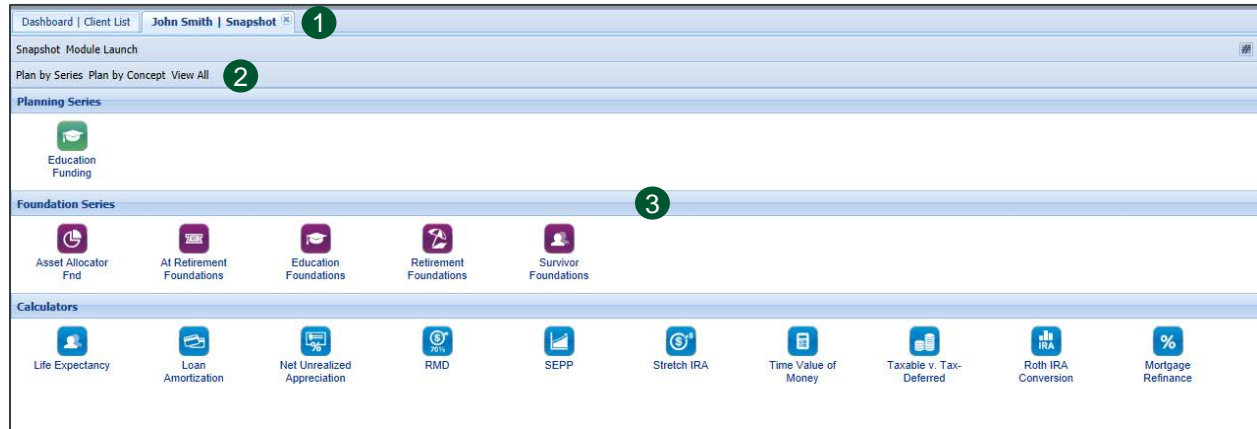 Dashboard | Client List John Smith | Snapshot 1
Snapshot Module Launch
Plan by Series Plan by Concept View All 2
Planning Series
Education
Funding
Foundation Series 3
Asset Allocator
Fnd
At Retirement
Foundations
Education
Foundations
Retirement
Foundations
Survivor
Foundations
Calculators
Life Expectancy
Loan
Amortization
%
Net Unrealized
Appreciation
$
70½
RMD
SEPP
$
Stretch IRA
Time Value of
Money
Taxable v. Tax-
Deferred
IRA
Roth IRA
Conversion
%
Mortgage
Refinance